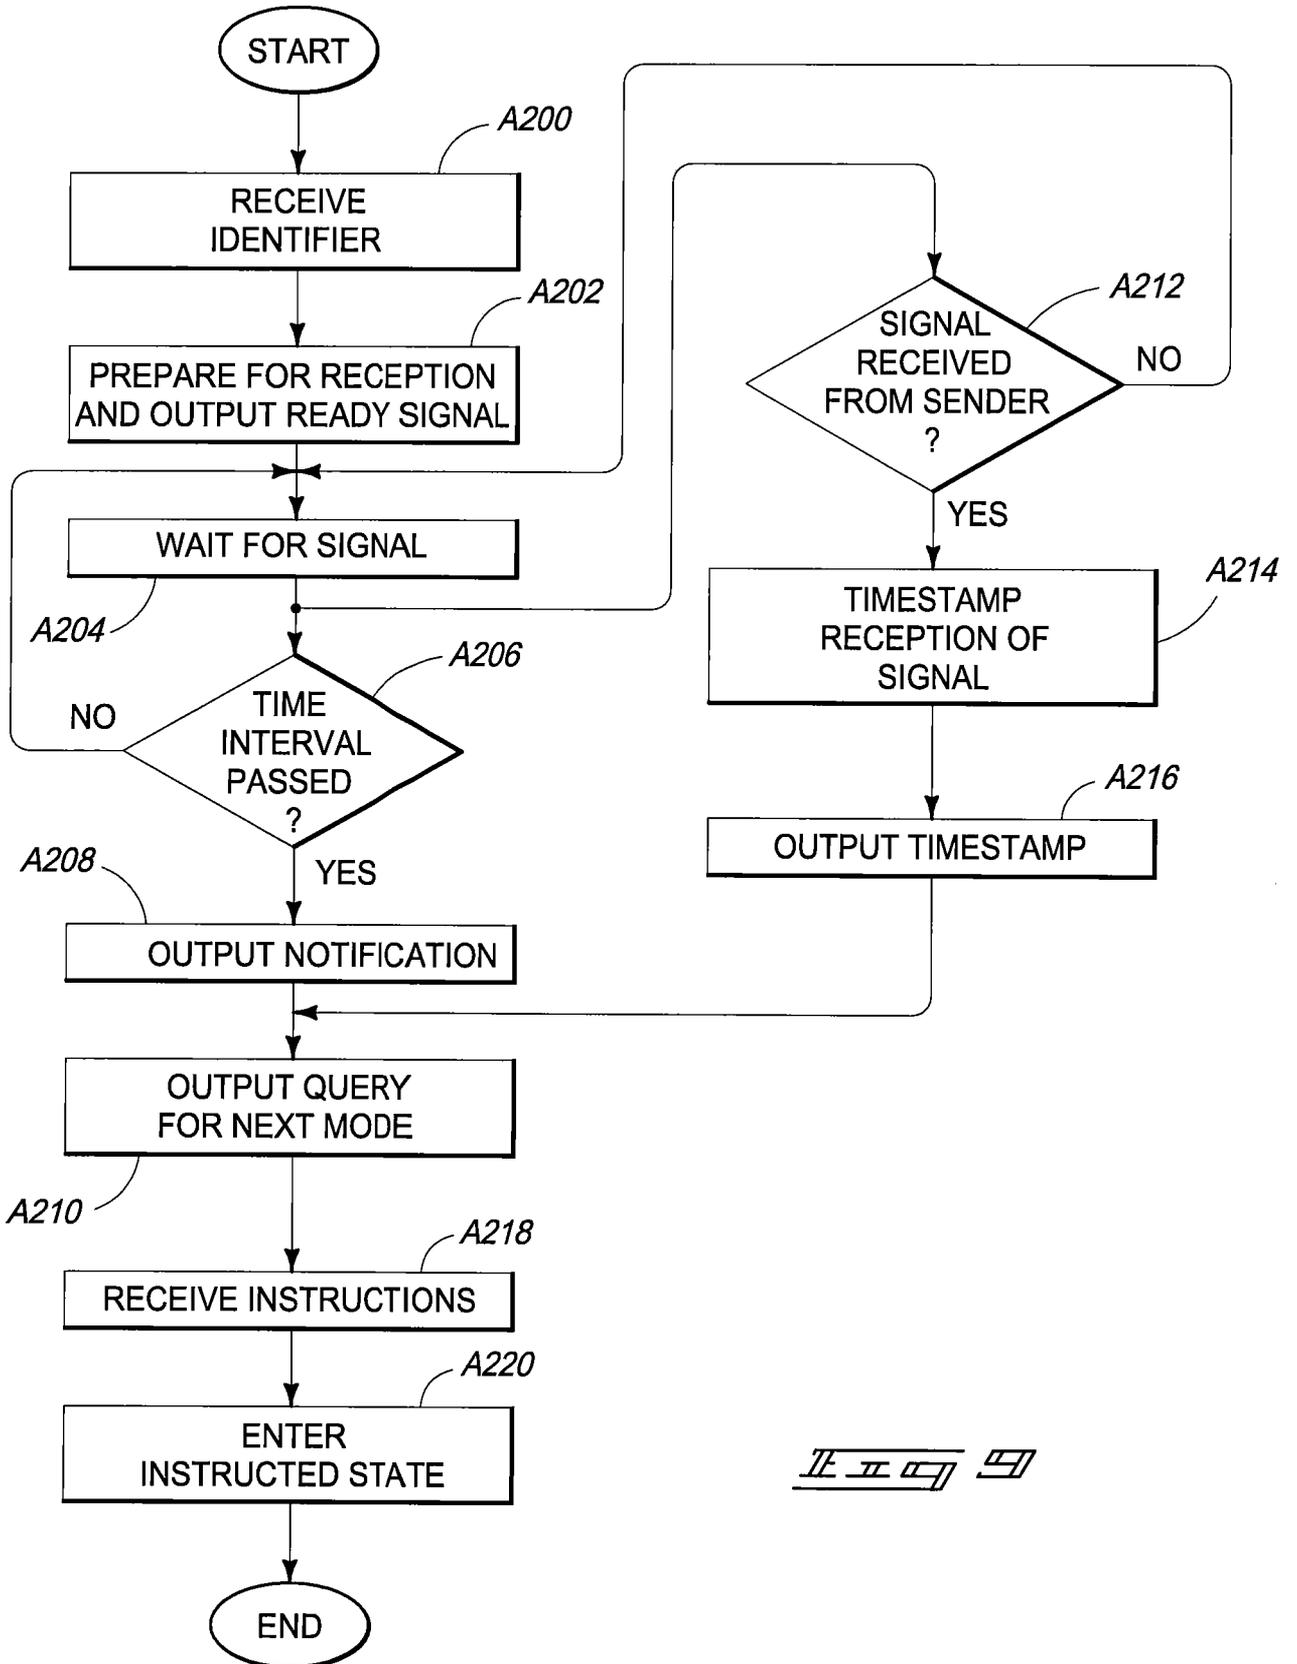 START
A200
RECEIVE
IDENTIFIER
A202
PREPARE FOR RECEPTION
AND OUTPUT READY SIGNAL
WAIT FOR SIGNAL
A204
A206
TIME
INTERVAL
PASSED
?
NO
YES
A208
OUTPUT NOTIFICATION
OUTPUT QUERY
FOR NEXT MODE
A210
A218
RECEIVE INSTRUCTIONS
A220
ENTER
INSTRUCTED STATE
END
A212
SIGNAL
RECEIVED
FROM SENDER
?
NO
YES
A214
TIMESTAMP
RECEPTION OF
SIGNAL
A216
OUTPUT TIMESTAMP
Fig 9